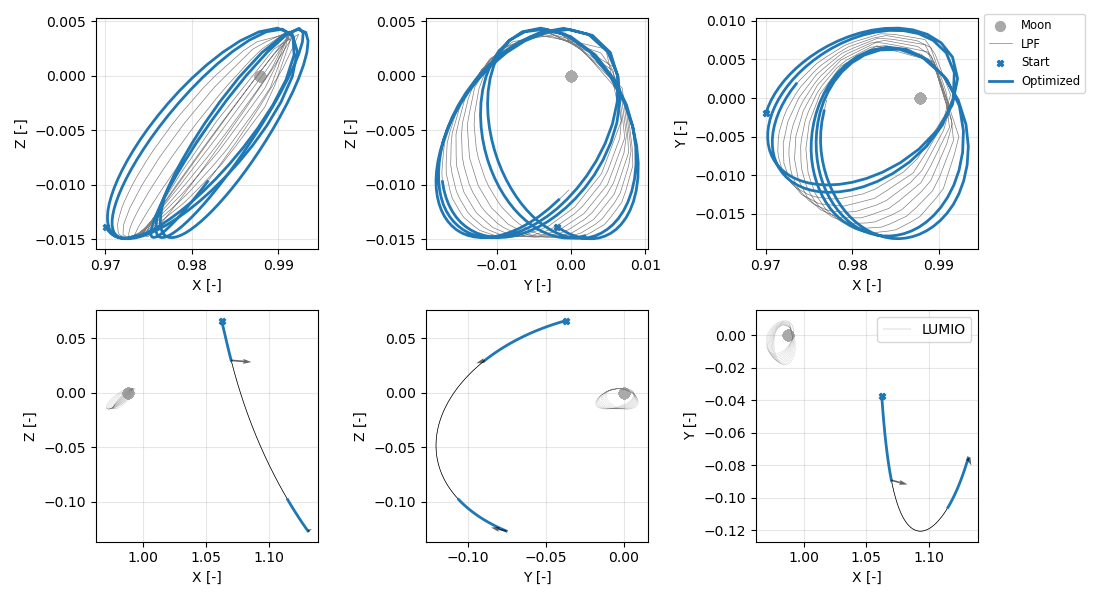 0.005
0.000
−0.005
−0.010
−0.015
Z [-]
0.97
0.98
0.99
X [-]
0.005
0.000
−0.005
−0.010
−0.015
Z [-]
−0.01
0.00
0.01
Y [-]
0.010
0.005
0.000
−0.005
−0.010
−0.015
Y [-]
0.97
0.98
0.99
X [-]
Moon
LPF
Start
Optimized
0.05
0.00
−0.05
−0.10
Z [-]
1.00
1.05
1.10
X [-]
0.05
0.00
−0.05
−0.10
Z [-]
−0.10
−0.05
0.00
Y [-]
LUMIO
0.00
−0.02
−0.04
−0.06
−0.08
−0.10
−0.12
Y [-]
1.00
1.05
1.10
X [-]